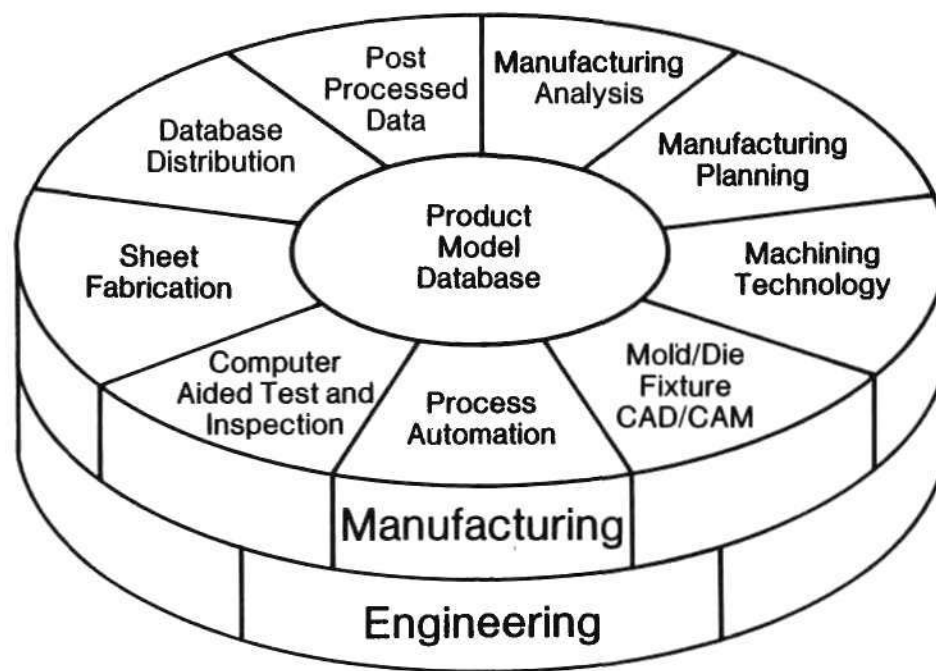 Post
Processed
Data
Manufacturing
Analysis
Database
Distribution
Manufacturing
Planning
Product
Model
Database
Sheet
Fabrication
Machining
Technology
Computer
Aided Test and
Inspection
Process
Automation
Mold/Die
Fixture
CAD/CAM
Manufacturing
Engineering